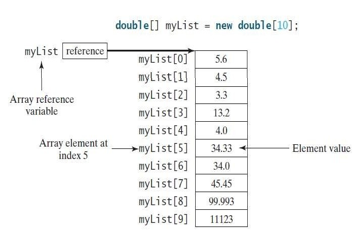 double[] myList = new double[10];
myList reference
myList[0] 5.6
myList[1] 4.5
myList[2] 3.3
Array reference
variable
myList[3] 13.2
myList[4] 4.0
Array element at
index 5
myList[5] 34.33 Element value
myList[6] 34.0
myList[7] 45.45
myList[8] 99.993
myList[9] 11123